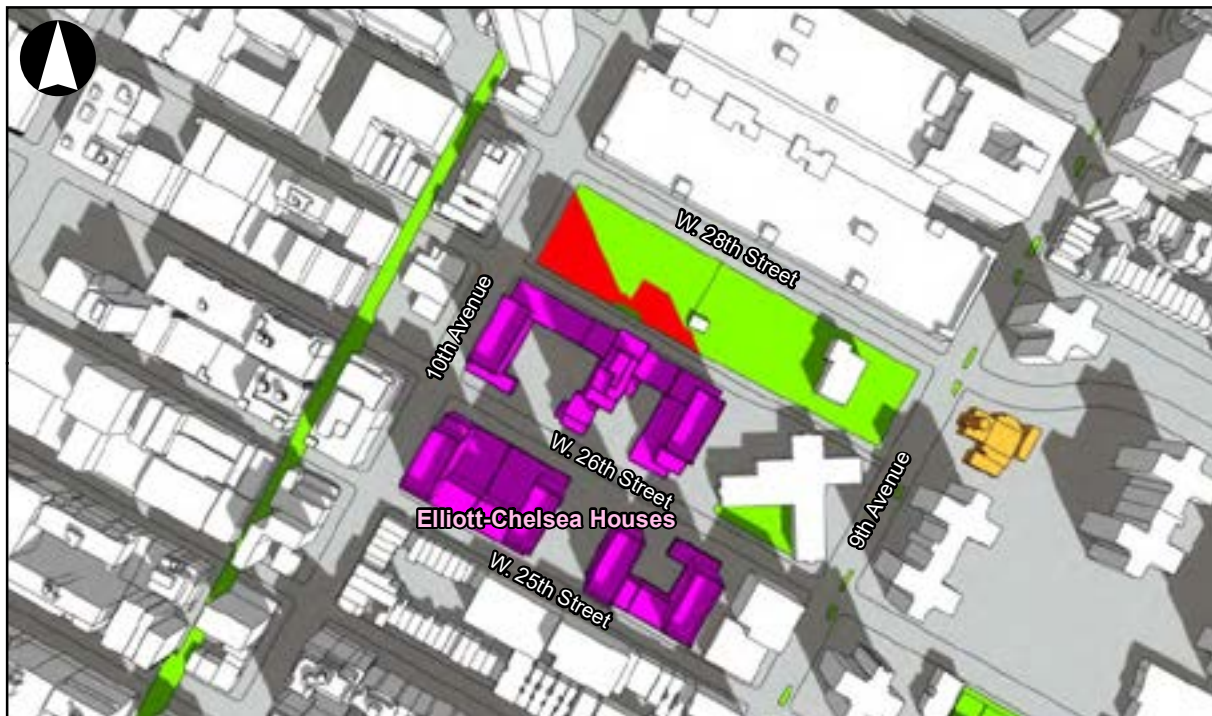 W. 28th Street
10th Avenue
W. 26th Street
9th Avenue
Elliott-Chelsea Houses
W. 25th Street